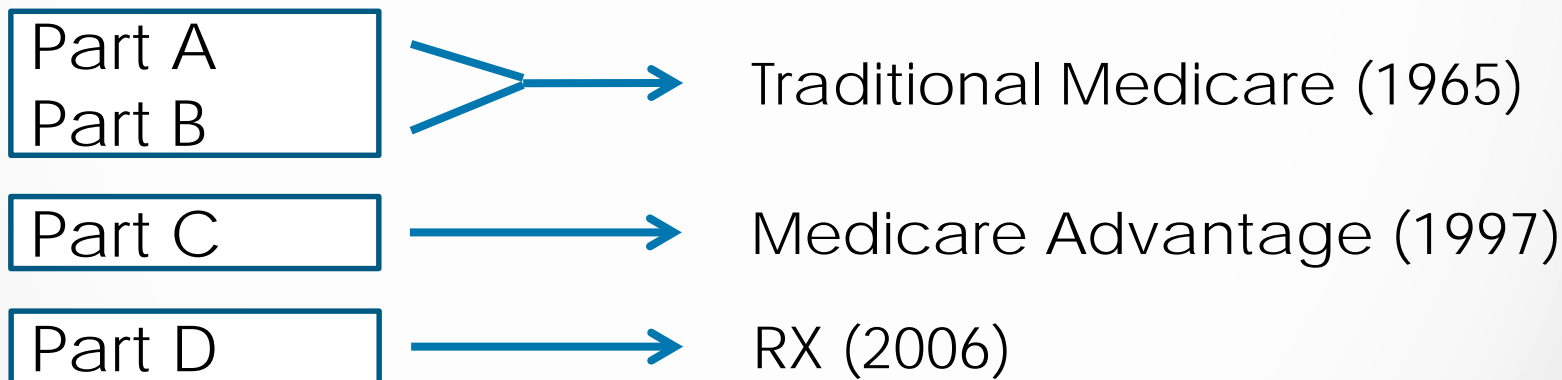 Part A
Part B
Traditional Medicare (1965)
Part C
Medicare Advantage (1997)
Part D
RX (2006)